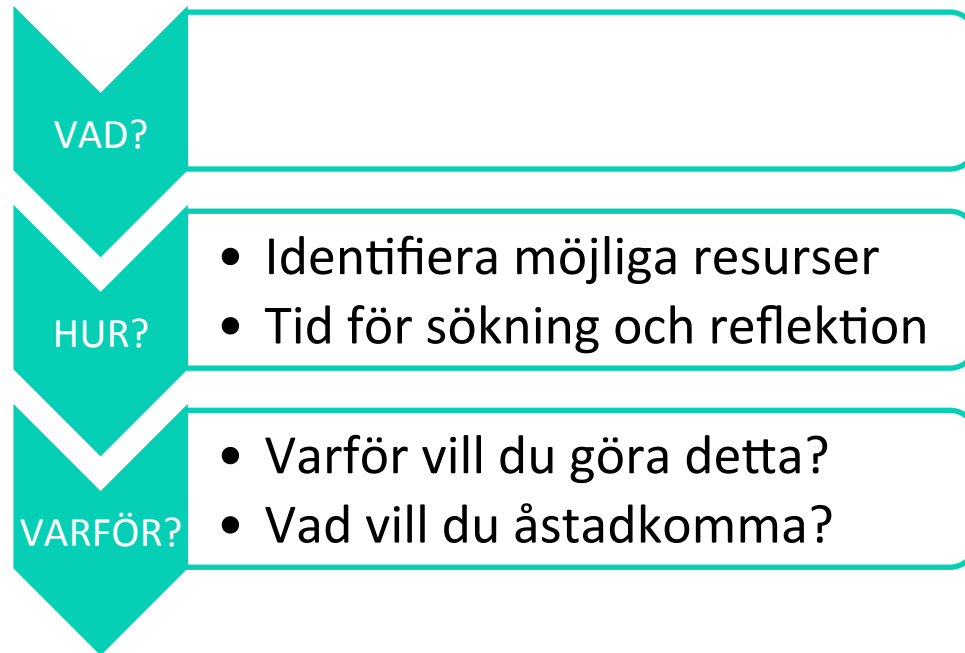 VAD?
HUR?
• Identifiera möjliga resurser
• Tid för sökning och reflektion
VARFÖR?
• Varför vill du göra detta?
• Vad vill du åstadkomma?